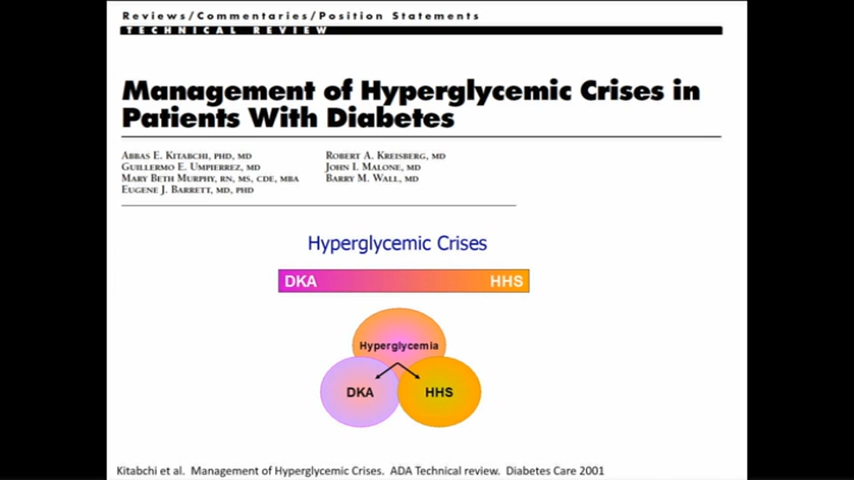 Reviews/Commentaries/Position Statements
TECHNICAL REVIEW
Management of Hyperglycemic Crises in
Patients With Diabetes
ABBAS E. KITABCHI, PHD, MD
GUILLERMO E. UMPIERREZ, MD
MARY BETH MURPHY, RN, MS, CDE, MBA
EUGENE J. BARRETT, MD, PHD
ROBERT A. KREISBERG, MD
JOHN I. MALONE, MD
BARRY M. WALL, MD
Hyperglycemic Crises
DKA HHS
Hyperglycemia
DKA HHS
Kitabchi et al. Management of Hyperglycemic Crises. ADA Technical review. Diabetes Care 2001